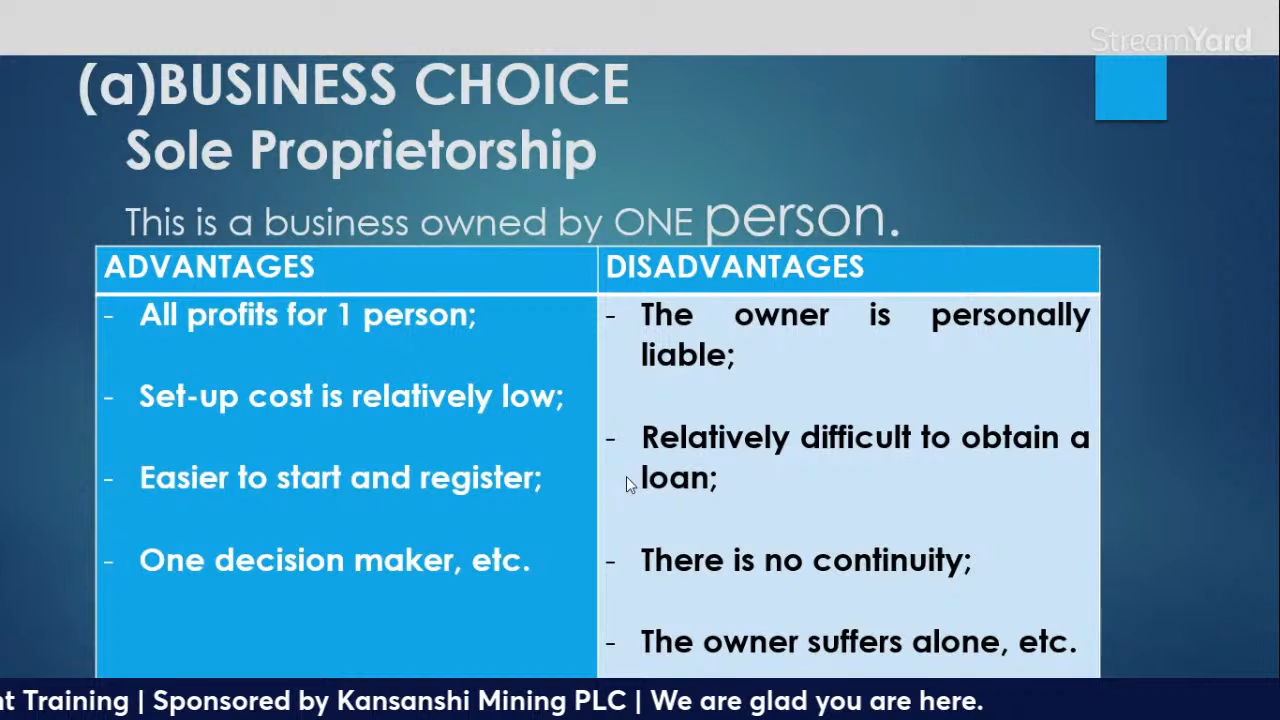 StreamYard
(a)BUSINESS CHOICE
Sole Proprietorship
This is a business owned by ONE person.
ADVANTAGES
- All profits for 1 person;
- Set-up cost is relatively low;
- Easier to start and register;
- One decision maker, etc.
DISADVANTAGES
- The owner is personally
liable;
- Relatively difficult to obtain a
loan;
- There is no continuity;
- The owner suffers alone, etc.
Training | Sponsored by Kansanshi Mining PLC | We are glad you are here.